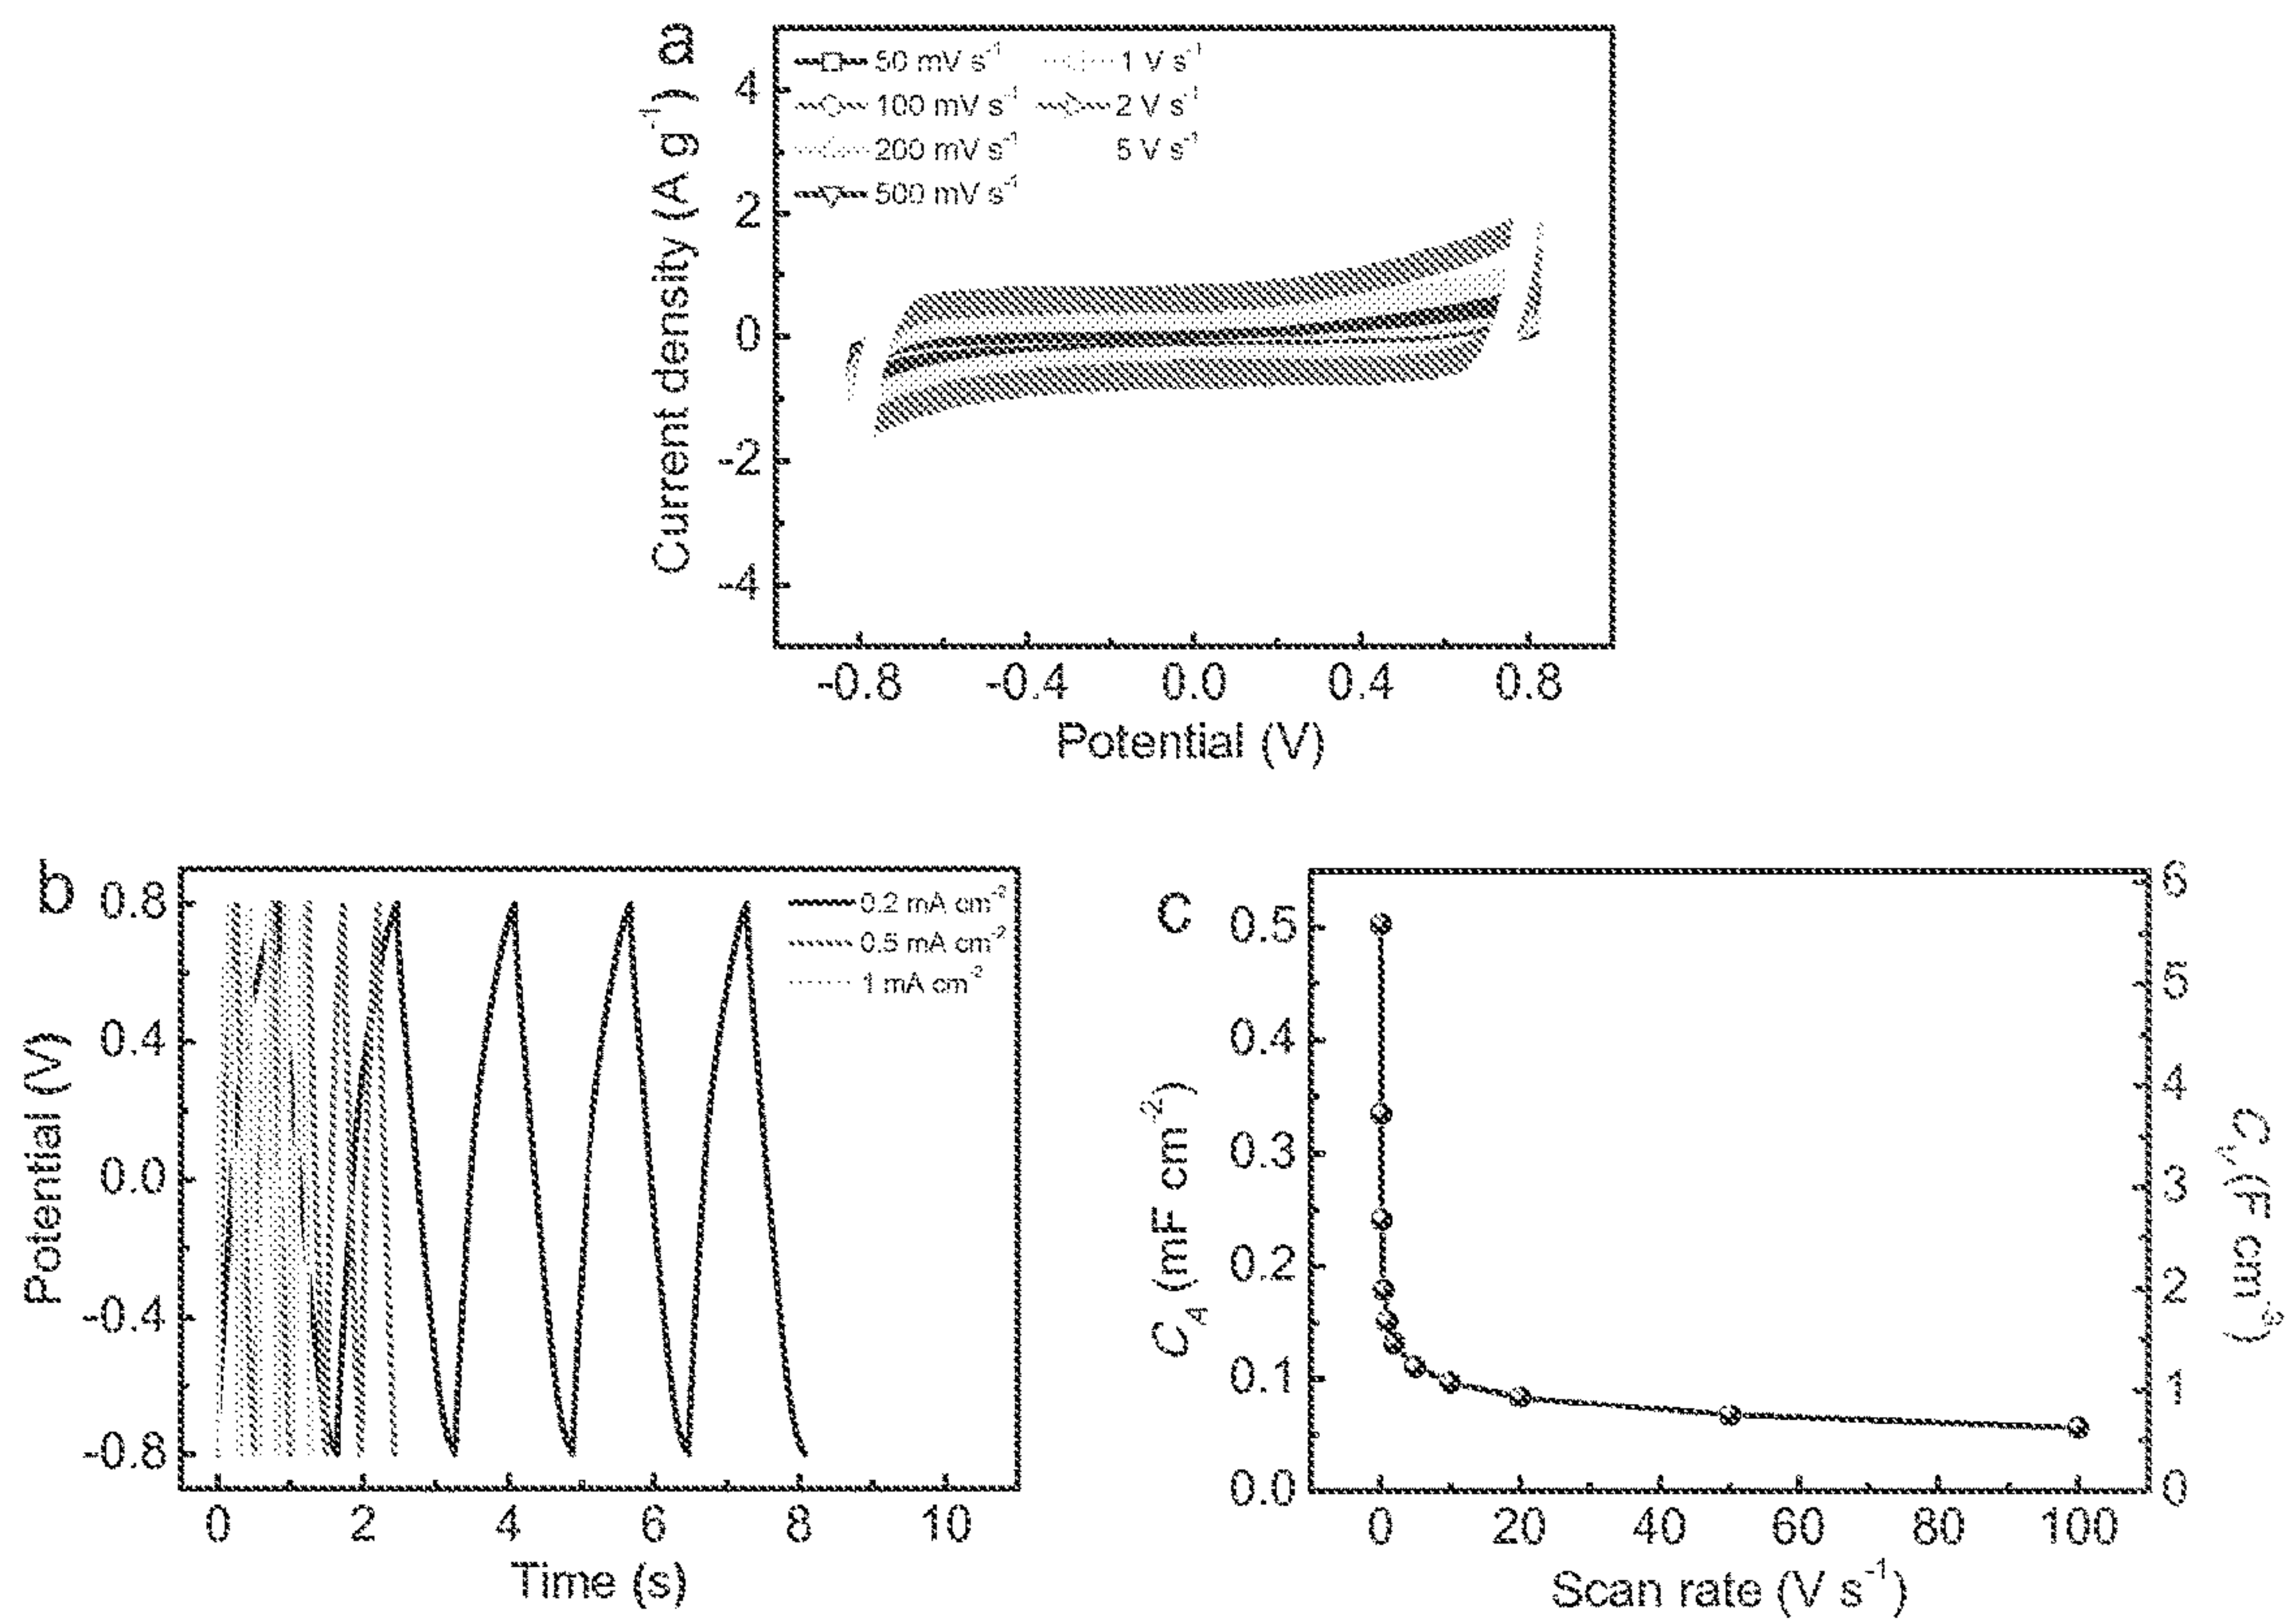 a
Current density (A g⁻¹)
4
2
0
-2
-4
50 mV s⁻¹
100 mV s⁻¹
200 mV s⁻¹
500 mV s⁻¹
1 V s⁻¹
2 V s⁻¹
5 V s⁻¹
-0.8 -0.4 0.0 0.4 0.8
Potential (V)
b
Potential (V)
0.8
0.4
0.0
-0.4
-0.8
0.2 mA cm⁻²
0.5 mA cm⁻²
1 mA cm⁻²
0 2 4 6 8 10
Time (s)
c
C_A (mF cm⁻²)
0.5
0.4
0.3
0.2
0.1
0.0
6
5
4
3
2
1
0
C_V (F cm⁻³)
0 20 40 60 80 100
Scan rate (V s⁻¹)